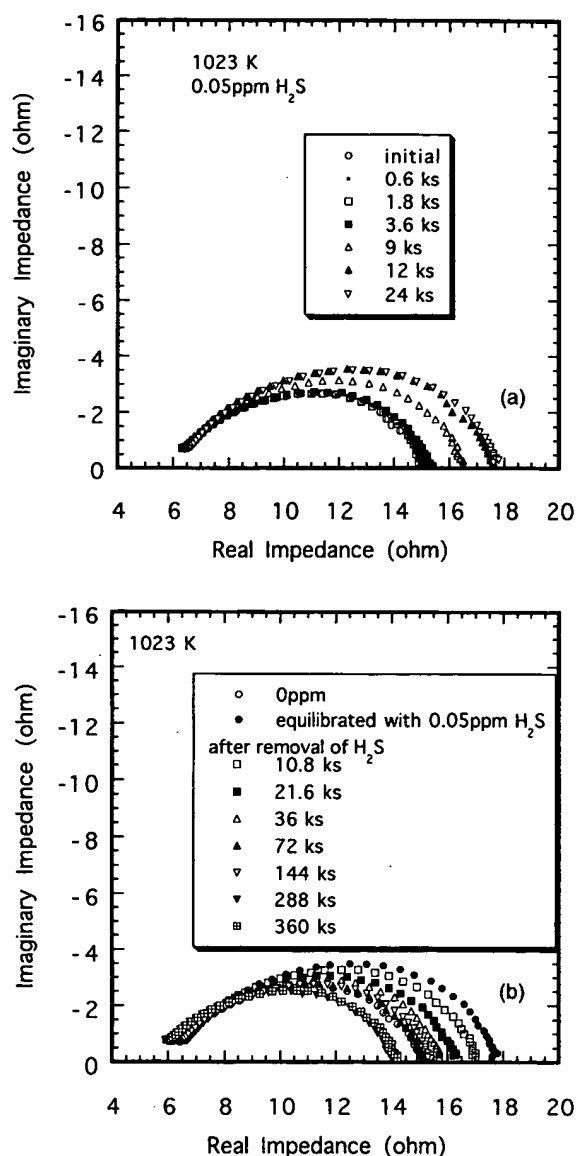 -16
-14
-12
-10
-8
-6
-4
-2
0
Imaginary Impedance (ohm)
1023 K
0.05ppm H2S
initial
0.6 ks
1.8 ks
3.6 ks
9 ks
12 ks
24 ks
(a)
4 6 8 10 12 14 16 18 20
Real Impedance (ohm)
-16
-14
-12
-10
-8
-6
-4
-2
0
Imaginary Impedance (ohm)
1023 K
0ppm
equilibrated with 0.05ppm H2S
after removal of H2S
10.8 ks
21.6 ks
36 ks
72 ks
144 ks
288 ks
360 ks
(b)
4 6 8 10 12 14 16 18 20
Real Impedance (ohm)